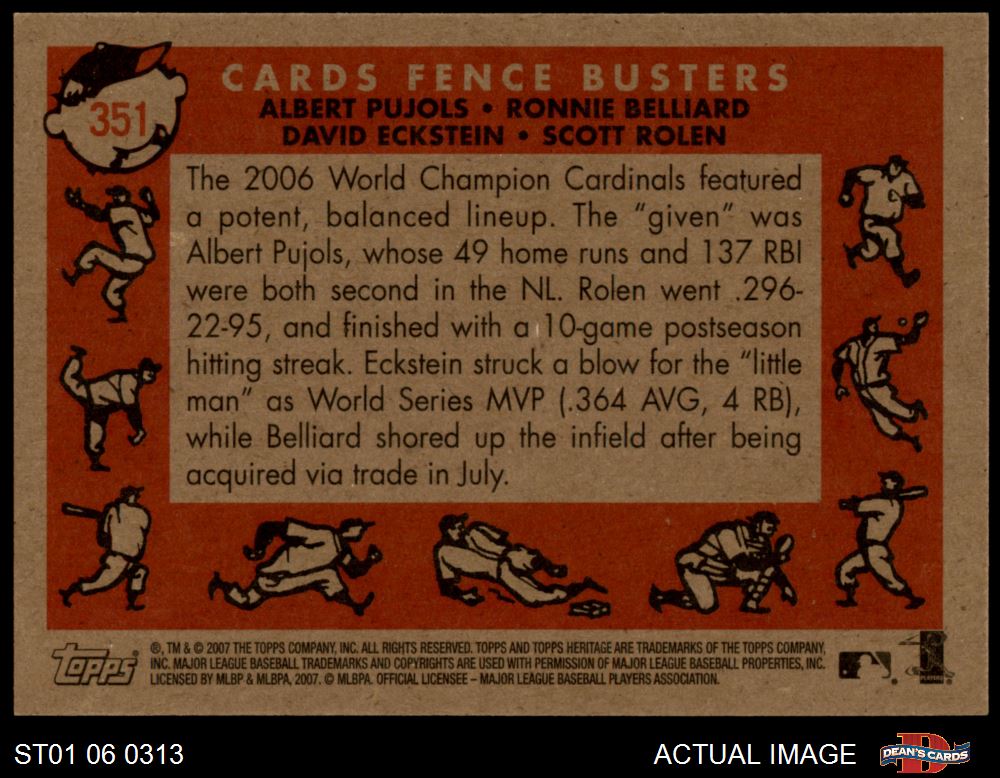 351
CARDS FENCE BUSTERS
ALBERT PUJOLS • RONNIE BELLIARD
DAVID ECKSTEIN • SCOTT ROLEN
The 2006 World Champion Cardinals featured
a potent, balanced lineup. The “given” was
Albert Pujols, whose 49 home runs and 137 RBI
were both second in the NL. Rolen went .296-
22-95, and finished with a 10-game postseason
hitting streak. Eckstein struck a blow for the “little
man” as World Series MVP (.364 AVG, 4 RB),
while Belliard shored up the infield after being
acquired via trade in July.
Topps®
®, TM & © 2007 THE TOPPS COMPANY, INC. ALL RIGHTS RESERVED. TOPPS AND TOPPS HERITAGE ARE TRADEMARKS OF THE TOPPS COMPANY,
INC. MAJOR LEAGUE BASEBALL TRADEMARKS AND COPYRIGHTS ARE USED WITH PERMISSION OF MAJOR LEAGUE BASEBALL PROPERTIES, INC.
LICENSED BY MLBP & MLBPA, 2007. © MLBPA. OFFICIAL LICENSEE – MAJOR LEAGUE BASEBALL PLAYERS ASSOCIATION.
PLAYERS
ST01 06 0313
ACTUAL IMAGE
DEAN'S CARDS